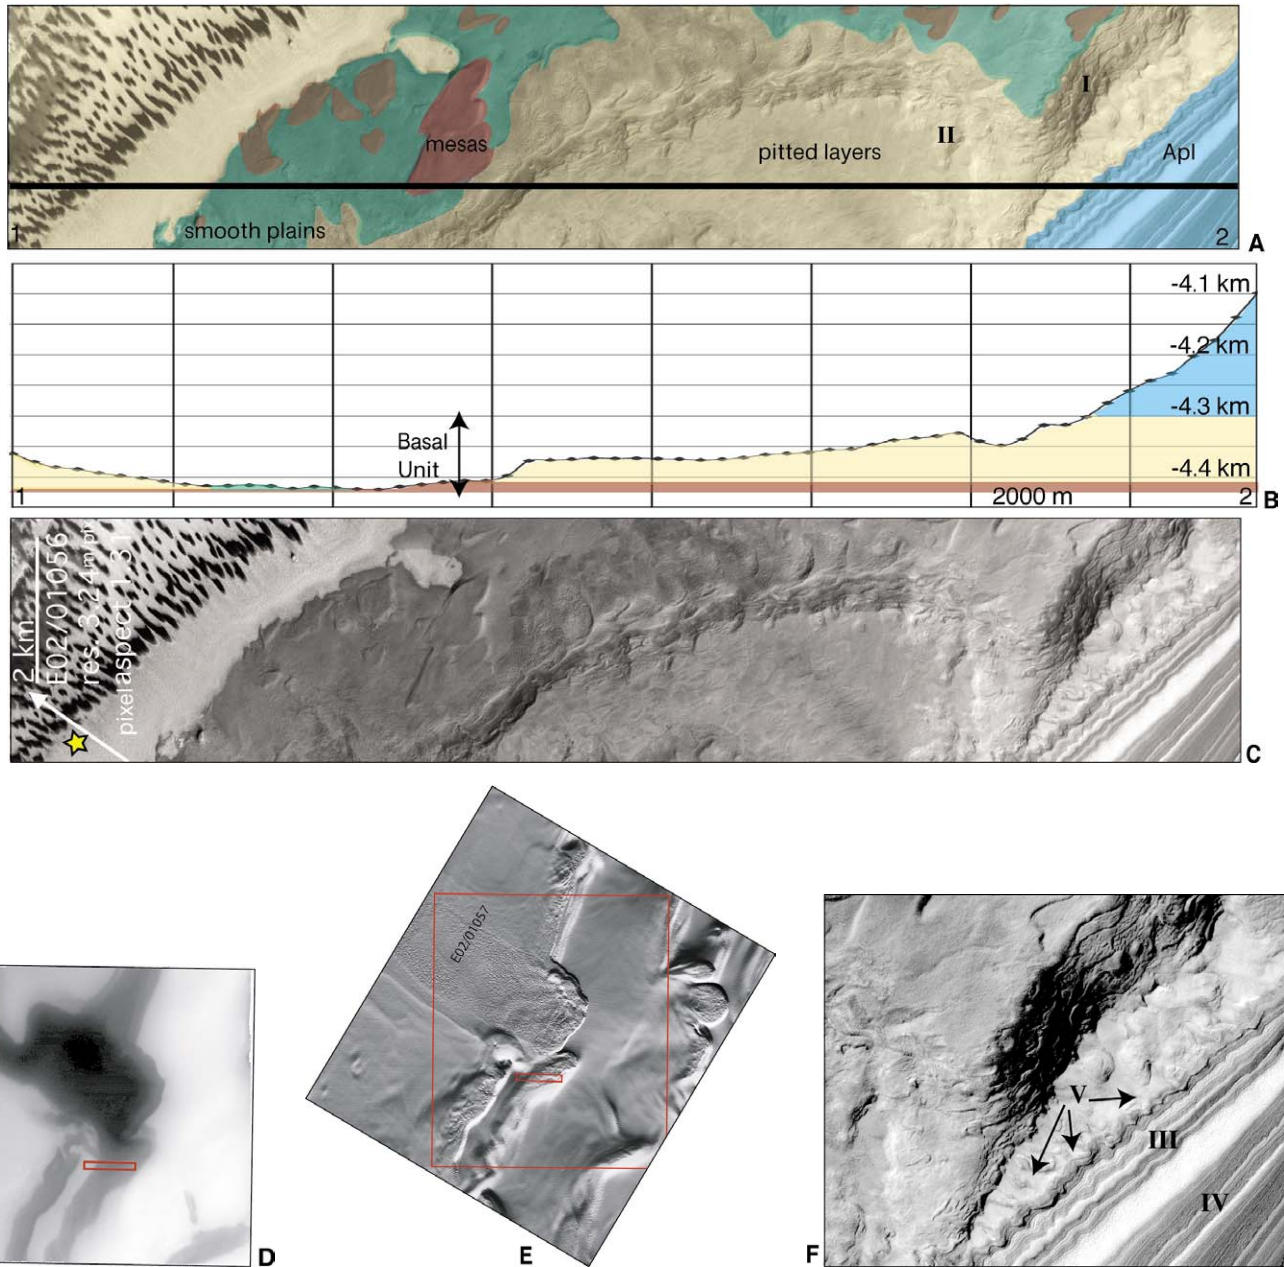 I
II
mesas
pitted layers
Apl
smooth plains
1
2
A
-4.1 km
-4.2 km
-4.3 km
Basal
Unit
-4.4 km
1
2000 m
2
B
2 km
E02/01056
res. 3.24
pixel aspect 1.31
C
E02/01057
V
III
IV
D
E
F